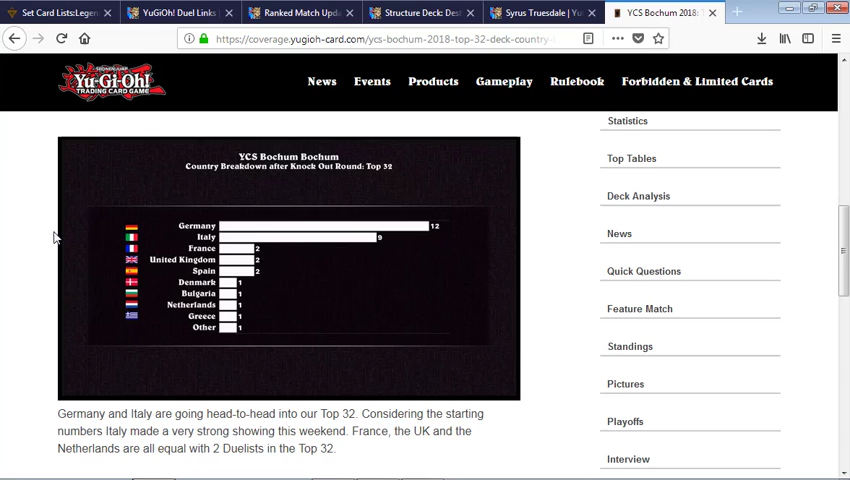 Set Card Lists:Legen
YuGiOh! Duel Links
Ranked Match Upda
Structure Deck: Dest
Syrus Truesdale | Yu
YCS Bochum 2018: T
https://coverage.yugioh-card.com/ycs-bochum-2018-top-32-deck-country-
Yu-Gi-Oh!
TRADING CARD GAME
News Events Products Gameplay Rulebook Forbidden & Limited Cards
YCS Bochum Bochum
Country Breakdown after Knock Out Round: Top 32
Germany 12
Italy 9
France 2
United Kingdom 2
Spain 2
Denmark 1
Bulgaria 1
Netherlands 1
Greece 1
Other 1
Germany and Italy are going head-to-head into our Top 32. Considering the starting
numbers Italy made a very strong showing this weekend. France, the UK and the
Netherlands are all equal with 2 Duelists in the Top 32.
Statistics
Top Tables
Deck Analysis
News
Quick Questions
Feature Match
Standings
Pictures
Playoffs
Interview